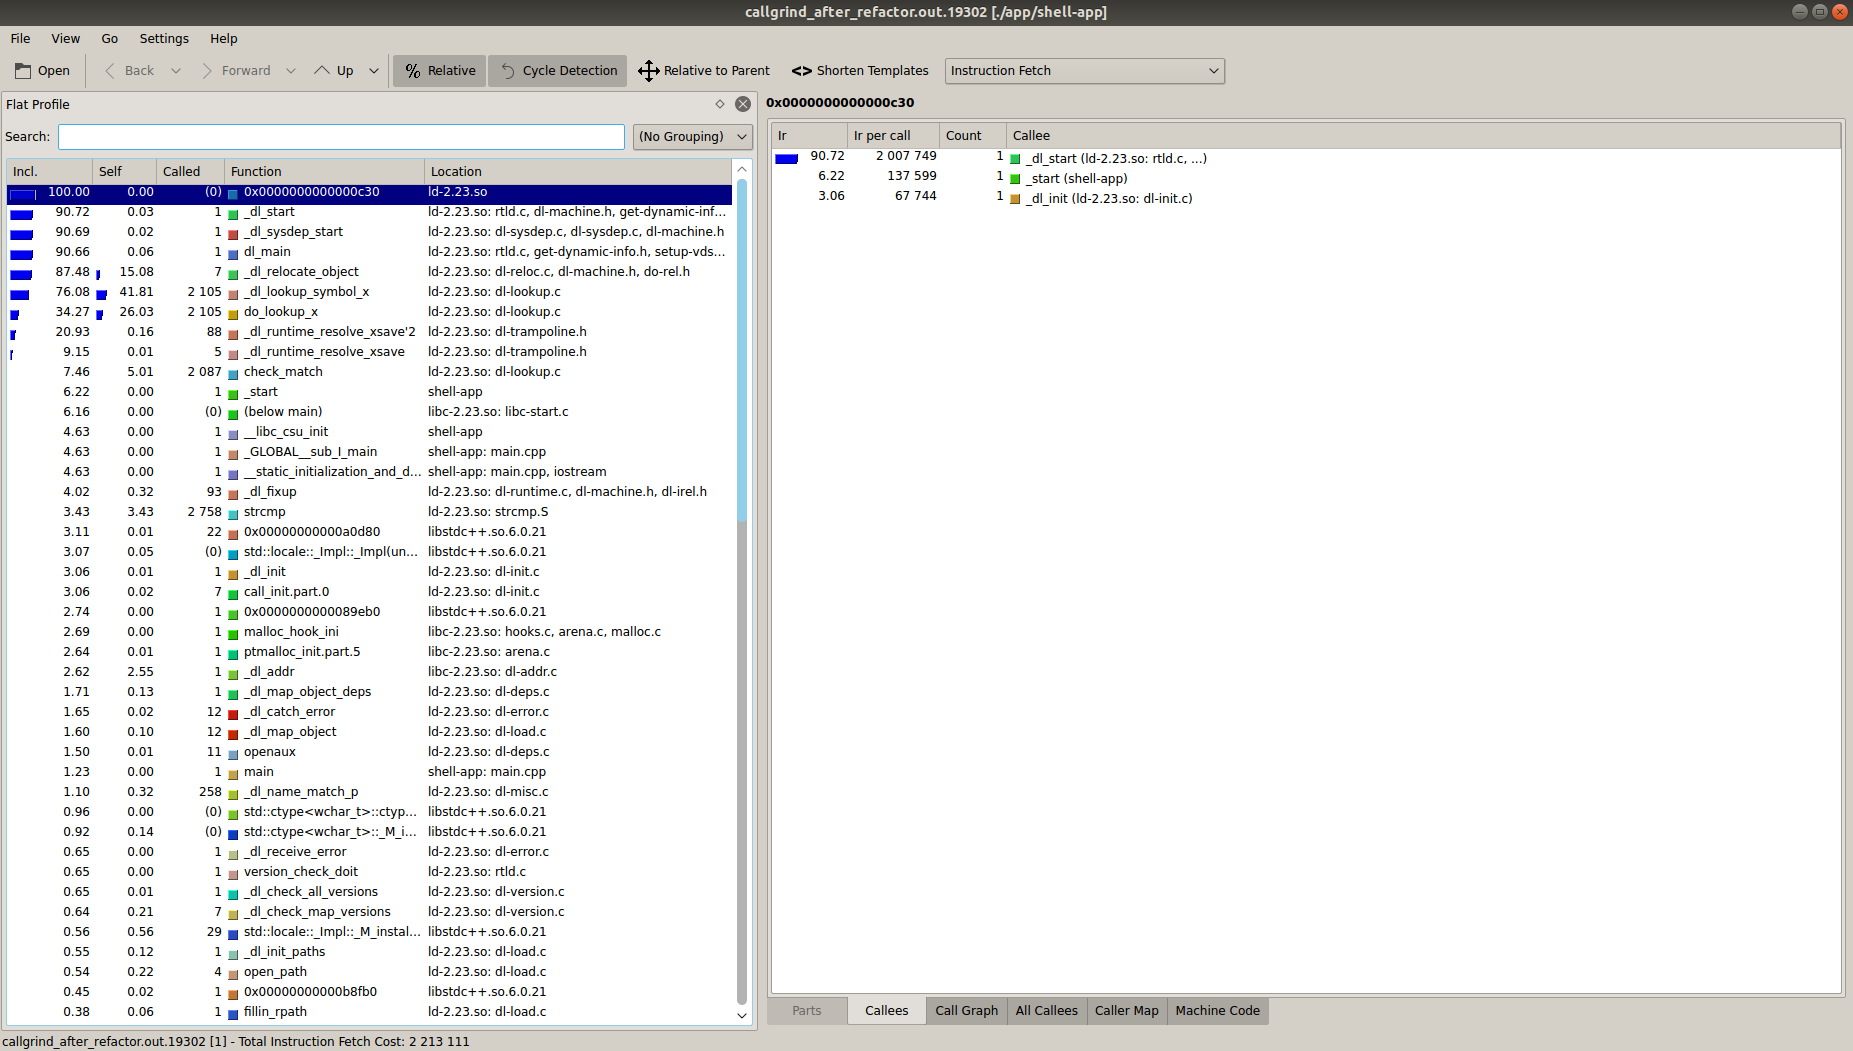 callgrind_after_refactor.out.19302 [./app/shell-app]
File View Go Settings Help
Open Back Forward Up % Relative Cycle Detection Relative to Parent <> Shorten Templates Instruction Fetch
Flat Profile
Search: (No Grouping)
Incl. Self Called Function Location
100.00 0.00 (0) 0x0000000000000c30 ld-2.23.so
90.72 0.03 1 _dl_start ld-2.23.so: rtld.c, dl-machine.h, get-dynamic-inf...
90.69 0.02 1 _dl_sysdep_start ld-2.23.so: dl-sysdep.c, dl-sysdep.c, dl-machine.h
90.66 0.06 1 dl_main ld-2.23.so: rtld.c, get-dynamic-info.h, setup-vds...
87.48 15.08 7 _dl_relocate_object ld-2.23.so: dl-reloc.c, dl-machine.h, do-rel.h
76.08 41.81 2 105 _dl_lookup_symbol_x ld-2.23.so: dl-lookup.c
34.27 26.03 2 105 do_lookup_x ld-2.23.so: dl-lookup.c
20.93 0.16 88 _dl_runtime_resolve_xsave'2 ld-2.23.so: dl-trampoline.h
9.15 0.01 5 _dl_runtime_resolve_xsave ld-2.23.so: dl-trampoline.h
7.46 5.01 2 087 check_match ld-2.23.so: dl-lookup.c
6.22 0.00 1 _start shell-app
6.16 0.00 (0) (below main) libc-2.23.so: libc-start.c
4.63 0.00 1 __libc_csu_init shell-app
4.63 0.00 1 _GLOBAL__sub_I_main shell-app: main.cpp
4.63 0.00 1 __static_initialization_and_d... shell-app: main.cpp, iostream
4.02 0.32 93 _dl_fixup ld-2.23.so: dl-runtime.c, dl-machine.h, dl-irel.h
3.43 3.43 2 758 strcmp ld-2.23.so: strcmp.S
3.11 0.01 22 0x00000000000a0d80 libstdc++.so.6.0.21
3.07 0.05 (0) std::locale::_Impl::_Impl(un... libstdc++.so.6.0.21
3.06 0.01 1 _dl_init ld-2.23.so: dl-init.c
3.06 0.02 7 call_init.part.0 ld-2.23.so: dl-init.c
2.74 0.00 1 0x0000000000089eb0 libstdc++.so.6.0.21
2.69 0.00 1 malloc_hook_ini libc-2.23.so: hooks.c, arena.c, malloc.c
2.64 0.01 1 ptmalloc_init.part.5 libc-2.23.so: arena.c
2.62 2.55 1 _dl_addr libc-2.23.so: dl-addr.c
1.71 0.13 1 _dl_map_object_deps ld-2.23.so: dl-deps.c
1.65 0.02 12 _dl_catch_error ld-2.23.so: dl-error.c
1.60 0.10 12 _dl_map_object ld-2.23.so: dl-load.c
1.50 0.01 11 openaux ld-2.23.so: dl-deps.c
1.23 0.00 1 main shell-app: main.cpp
1.10 0.32 258 _dl_name_match_p ld-2.23.so: dl-misc.c
0.96 0.00 (0) std::ctype<wchar_t>::ctyp... libstdc++.so.6.0.21
0.92 0.14 (0) std::ctype<wchar_t>::_M_i... libstdc++.so.6.0.21
0.65 0.00 1 _dl_receive_error ld-2.23.so: dl-error.c
0.65 0.00 1 version_check_doit ld-2.23.so: rtld.c
0.65 0.01 1 _dl_check_all_versions ld-2.23.so: dl-version.c
0.64 0.21 7 _dl_check_map_versions ld-2.23.so: dl-version.c
0.56 0.56 29 std::locale::_Impl::_M_instal... libstdc++.so.6.0.21
0.55 0.12 1 _dl_init_paths ld-2.23.so: dl-load.c
0.54 0.22 4 open_path ld-2.23.so: dl-load.c
0.45 0.02 1 0x00000000000b8fb0 libstdc++.so.6.0.21
0.38 0.06 1 fillin_rpath ld-2.23.so: dl-load.c
0x0000000000000c30
Ir Ir per call Count Callee
90.72 2 007 749 1 _dl_start (ld-2.23.so: rtld.c, ...)
6.22 137 599 1 _start (shell-app)
3.06 67 744 1 _dl_init (ld-2.23.so: dl-init.c)
Parts Callees Call Graph All Callees Caller Map Machine Code
callgrind_after_refactor.out.19302 [1] - Total Instruction Fetch Cost: 2 213 111